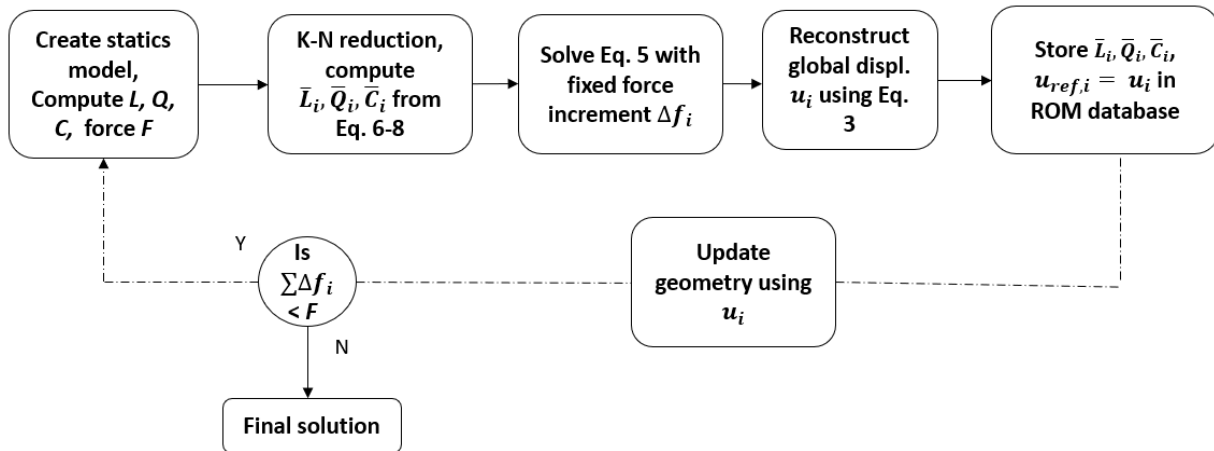 Create statics
model,
Compute L, Q,
C, force F
K-N reduction,
compute
L̄ᵢ, Q̄ᵢ, C̄ᵢ from
Eq. 6-8
Solve Eq. 5 with
fixed force
increment Δfᵢ
Reconstruct
global displ.
uᵢ using Eq.
3
Store L̄ᵢ, Q̄ᵢ, C̄ᵢ,
u_ref,i = uᵢ in
ROM database
Update
geometry using
uᵢ
Y
Is
∑Δfᵢ
< F
N
Final solution